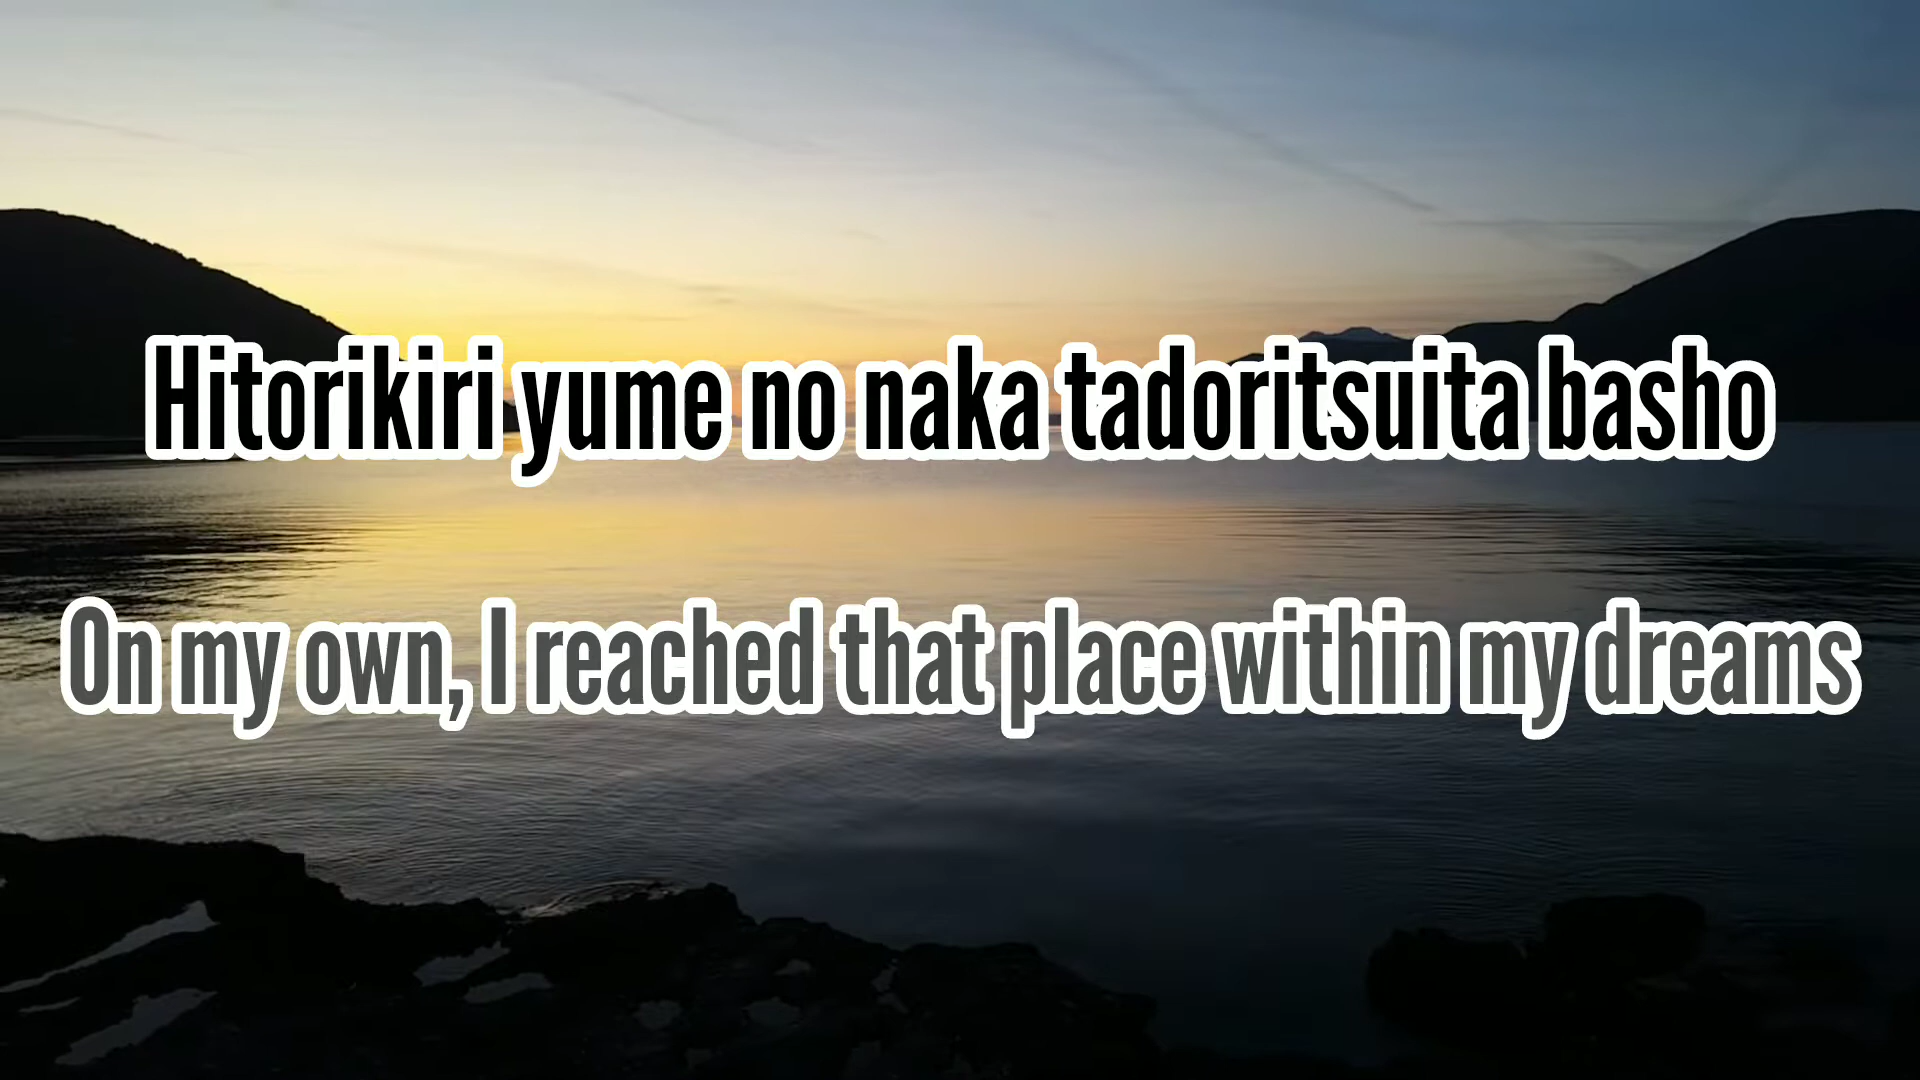 Hitorikiri yume no naka tadoritsuita basho
On my own, I reached that place within my dreams